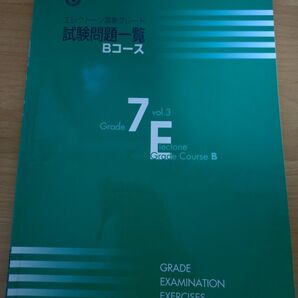 エレクトーン演奏グレード
試験問題一覧
Bコース
Grade 7 vol.3
Electone
Grade Course B
GRADE
EXAMINATION
EXERCISES